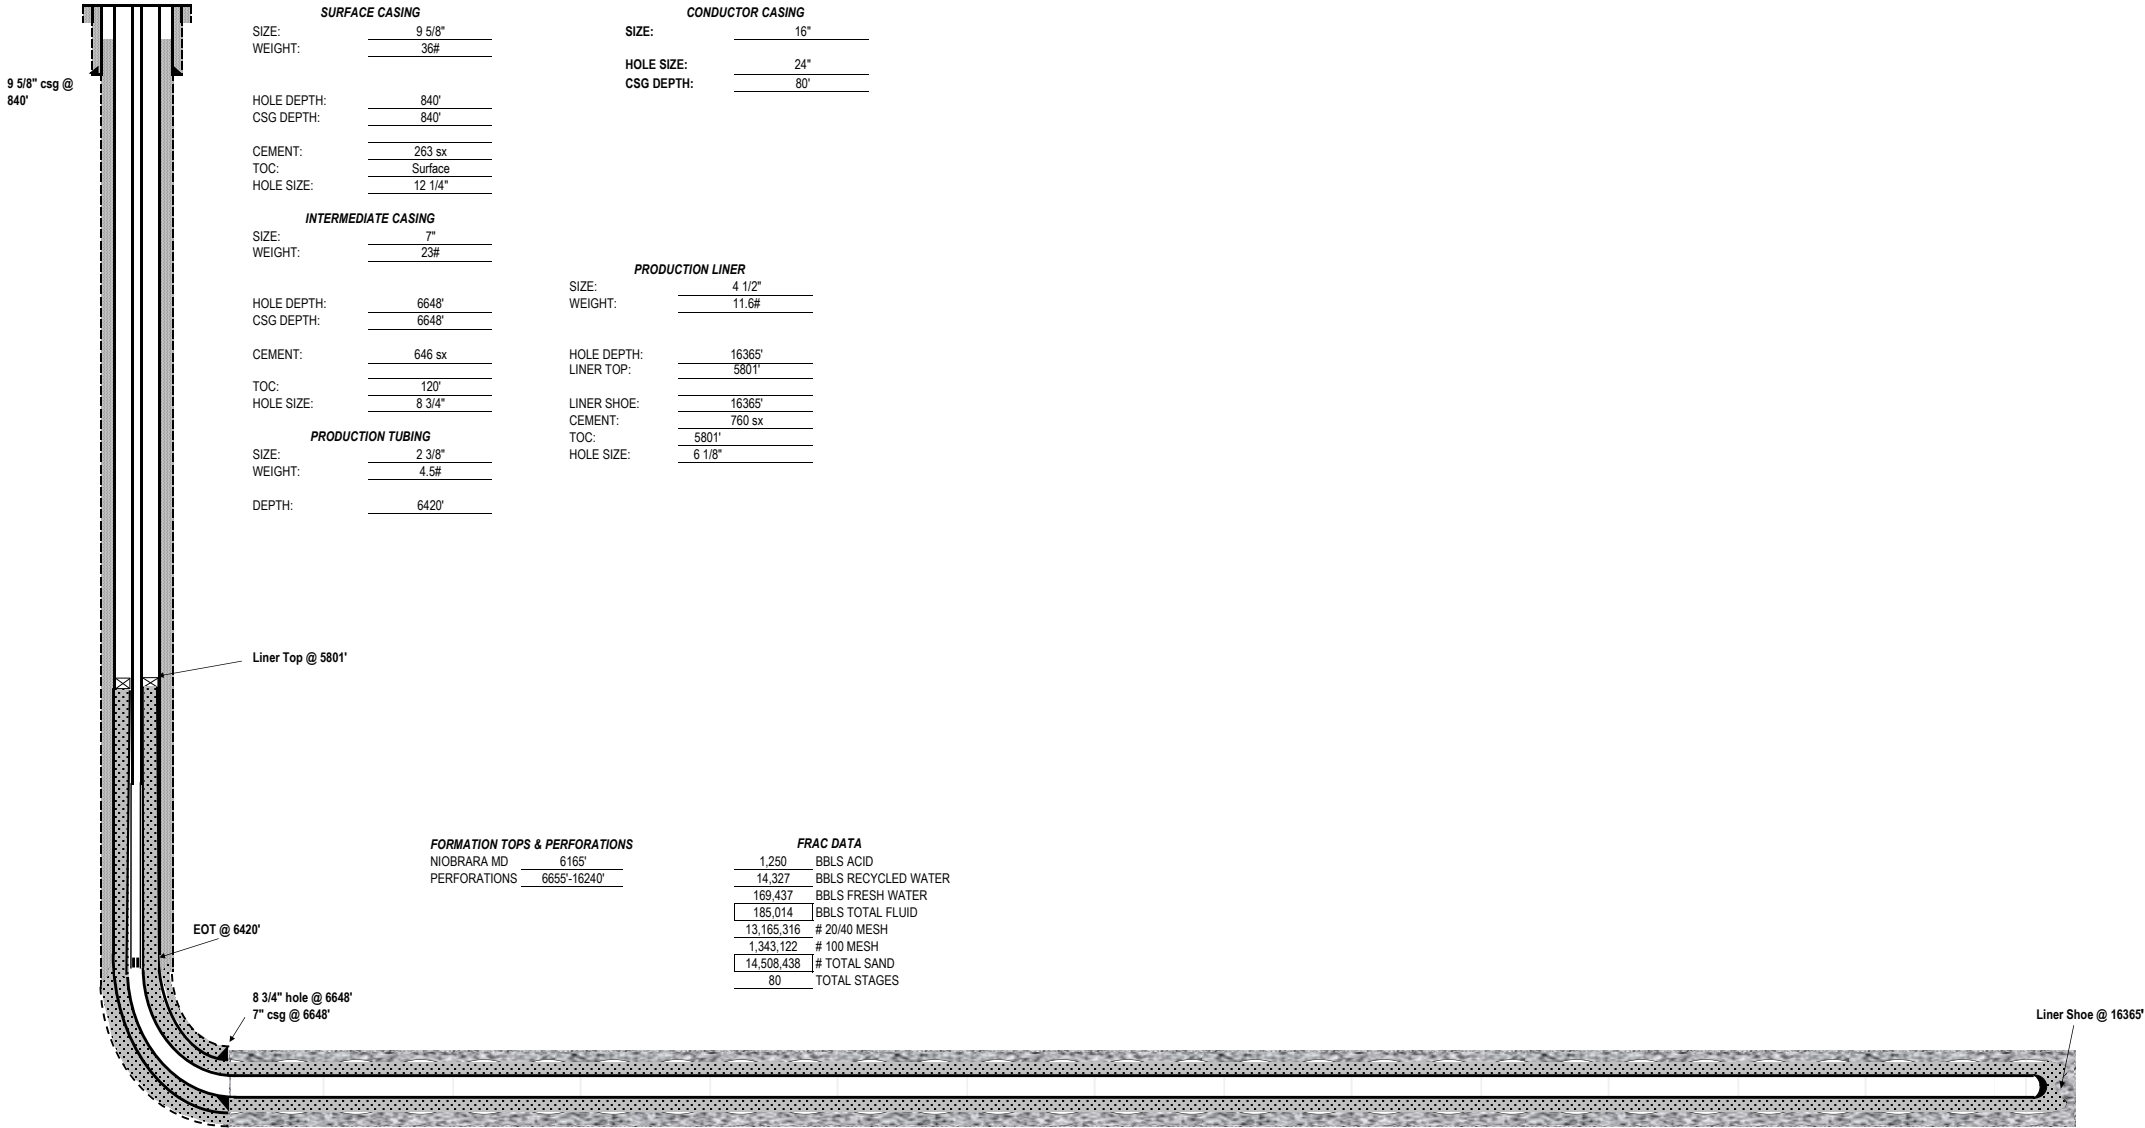 SURFACE CASING
SIZE: 9 5/8"
WEIGHT: 36#
HOLE DEPTH: 840'
CSG DEPTH: 840'
CEMENT: 263 sx
TOC: Surface
HOLE SIZE: 12 1/4"
CONDUCTOR CASING
SIZE: 16"
HOLE SIZE: 24"
CSG DEPTH: 80'
9 5/8" csg @
840'
INTERMEDIATE CASING
SIZE: 7"
WEIGHT: 23#
HOLE DEPTH: 6648'
CSG DEPTH: 6648'
CEMENT: 646 sx
TOC: 120'
HOLE SIZE: 8 3/4"
PRODUCTION LINER
SIZE: 4 1/2"
WEIGHT: 11.6#
HOLE DEPTH: 16365'
LINER TOP: 5801'
LINER SHOE: 16365'
CEMENT: 760 sx
TOC: 5801'
HOLE SIZE: 6 1/8"
PRODUCTION TUBING
SIZE: 2 3/8"
WEIGHT: 4.5#
DEPTH: 6420'
Liner Top @ 5801'
FORMATION TOPS & PERFORATIONS
NIOBRARA MD 6165'
PERFORATIONS 6655'-16240'
FRAC DATA
1,250 BBLS ACID
14,327 BBLS RECYCLED WATER
169,437 BBLS FRESH WATER
185,014 BBLS TOTAL FLUID
13,165,316 # 20/40 MESH
1,343,122 # 100 MESH
14,508,438 # TOTAL SAND
80 TOTAL STAGES
EOT @ 6420'
8 3/4" hole @ 6648'
7" csg @ 6648'
Liner Shoe @ 16365'